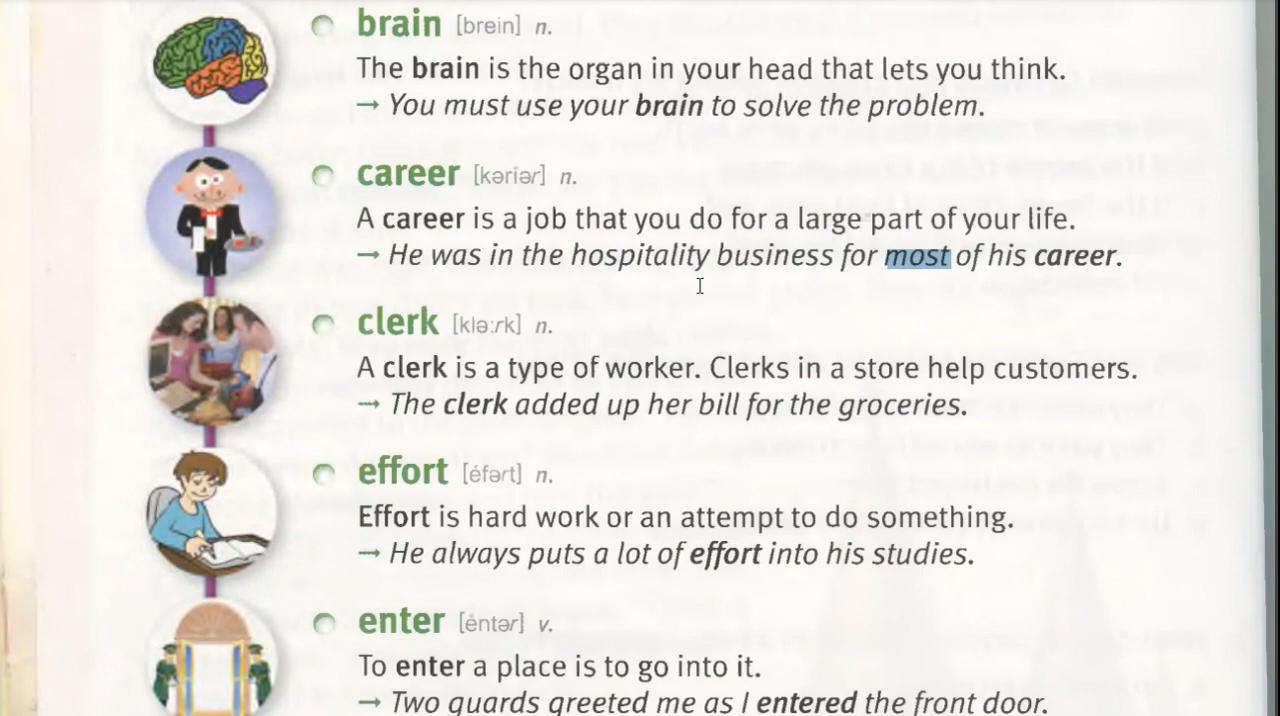 brain [brein] n.
The brain is the organ in your head that lets you think.
→ You must use your brain to solve the problem.
career [kəriər] n.
A career is a job that you do for a large part of your life.
→ He was in the hospitality business for most of his career.
clerk [klə:rk] n.
A clerk is a type of worker. Clerks in a store help customers.
→ The clerk added up her bill for the groceries.
effort [éfərt] n.
Effort is hard work or an attempt to do something.
→ He always puts a lot of effort into his studies.
enter [éntər] v.
To enter a place is to go into it.
→ Two guards greeted me as I entered the front door.